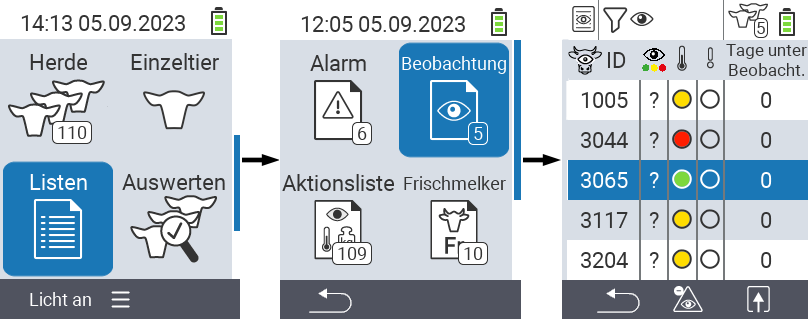 14:13 05.09.2023
Herde
Einzeltier
110
Listen
Auswerten
Licht an
12:05 05.09.2023
Alarm
Beobachtung
6
5
Aktionsliste
Frischmelker
Fr
109
10
5
ID
Tage unter
Beobacht.
1005 ? 0
3044 ? 0
3065 ? 0
3117 ? 0
3204 ? 0